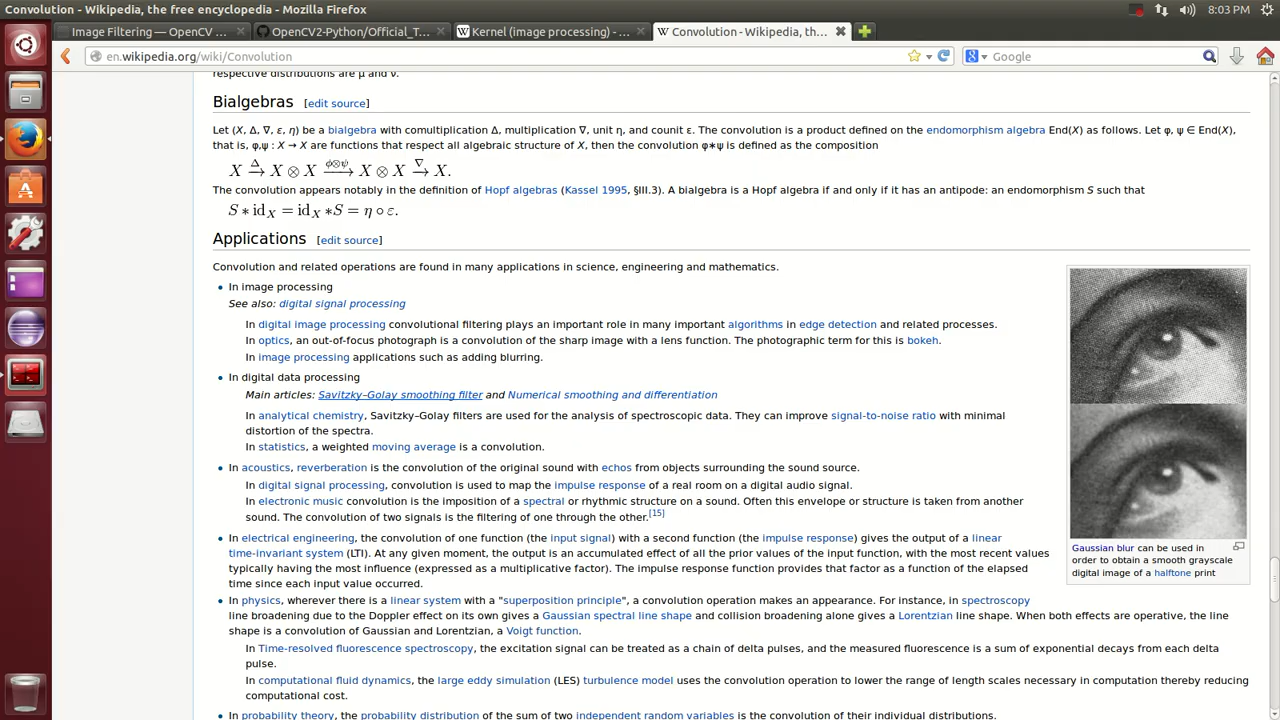 Convolution - Wikipedia, the free encyclopedia - Mozilla Firefox
8:03 PM
Image Filtering — OpenCV ...
OpenCV2-Python/Official_T...
Kernel (image processing) - ...
Convolution - Wikipedia, th...
en.wikipedia.org/wiki/Convolution
Google
respective distributions are μ and ν.
Bialgebras [edit source]
Let (X, Δ, ∇, ε, η) be a bialgebra with comultiplication Δ, multiplication ∇, unit η, and counit ε. The convolution is a product defined on the endomorphism algebra End(X) as follows. Let φ, ψ ∈ End(X),
that is, φ,ψ : X → X are functions that respect all algebraic structure of X, then the convolution φ∗ψ is defined as the composition
X \xrightarrow{Δ} X ⊗ X \xrightarrow{ϕ⊗ψ} X ⊗ X \xrightarrow{∇} X.
The convolution appears notably in the definition of Hopf algebras (Kassel 1995, §III.3). A bialgebra is a Hopf algebra if and only if it has an antipode: an endomorphism S such that
S ∗ id_X = id_X ∗ S = η ∘ ε.
Applications [edit source]
Convolution and related operations are found in many applications in science, engineering and mathematics.
• In image processing
See also: digital signal processing
In digital image processing convolutional filtering plays an important role in many important algorithms in edge detection and related processes.
In optics, an out-of-focus photograph is a convolution of the sharp image with a lens function. The photographic term for this is bokeh.
In image processing applications such as adding blurring.
• In digital data processing
Main articles: Savitzky–Golay smoothing filter and Numerical smoothing and differentiation
In analytical chemistry, Savitzky–Golay filters are used for the analysis of spectroscopic data. They can improve signal-to-noise ratio with minimal
distortion of the spectra.
In statistics, a weighted moving average is a convolution.
• In acoustics, reverberation is the convolution of the original sound with echos from objects surrounding the sound source.
In digital signal processing, convolution is used to map the impulse response of a real room on a digital audio signal.
In electronic music convolution is the imposition of a spectral or rhythmic structure on a sound. Often this envelope or structure is taken from another
sound. The convolution of two signals is the filtering of one through the other.[15]
• In electrical engineering, the convolution of one function (the input signal) with a second function (the impulse response) gives the output of a linear
time-invariant system (LTI). At any given moment, the output is an accumulated effect of all the prior values of the input function, with the most recent values
typically having the most influence (expressed as a multiplicative factor). The impulse response function provides that factor as a function of the elapsed
time since each input value occurred.
Gaussian blur can be used in
order to obtain a smooth grayscale
digital image of a halftone print
• In physics, wherever there is a linear system with a "superposition principle", a convolution operation makes an appearance. For instance, in spectroscopy
line broadening due to the Doppler effect on its own gives a Gaussian spectral line shape and collision broadening alone gives a Lorentzian line shape. When both effects are operative, the line
shape is a convolution of Gaussian and Lorentzian, a Voigt function.
In Time-resolved fluorescence spectroscopy, the excitation signal can be treated as a chain of delta pulses, and the measured fluorescence is a sum of exponential decays from each delta
pulse.
In computational fluid dynamics, the large eddy simulation (LES) turbulence model uses the convolution operation to lower the range of length scales necessary in computation thereby reducing
computational cost.
• In probability theory, the probability distribution of the sum of two independent random variables is the convolution of their individual distributions.